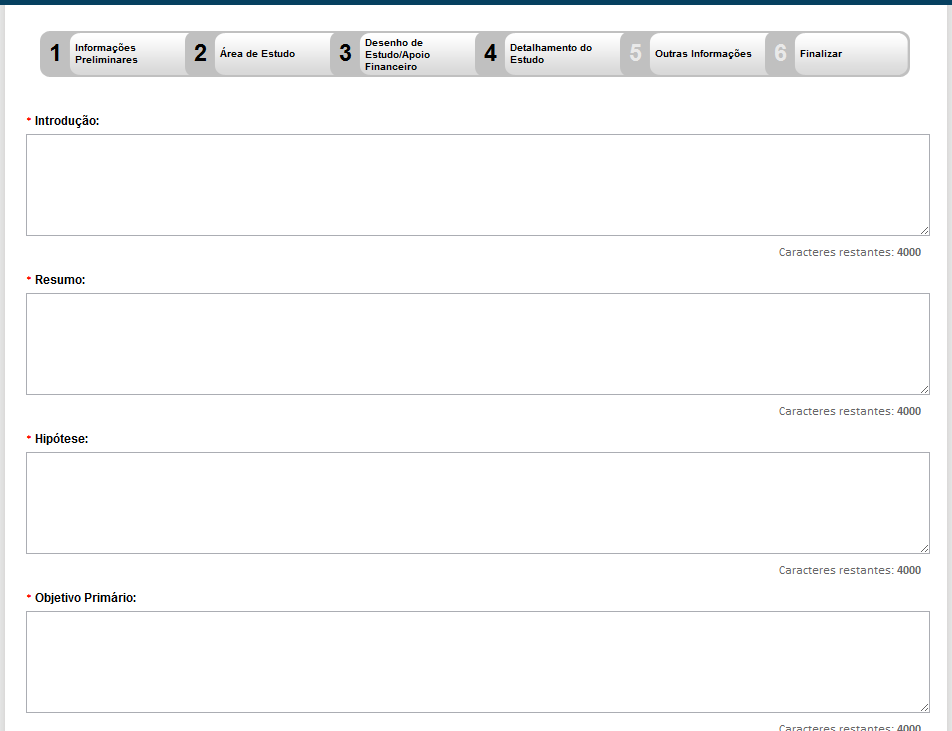 1 Informações Preliminares 2 Área de Estudo 3 Desenho de Estudo/Apoio Financeiro 4 Detalhamento do Estudo 5 Outras Informações 6 Finalizar
* Introdução:
Caracteres restantes: 4000
* Resumo:
Caracteres restantes: 4000
* Hipótese:
Caracteres restantes: 4000
* Objetivo Primário:
Caracteres restantes: 4000